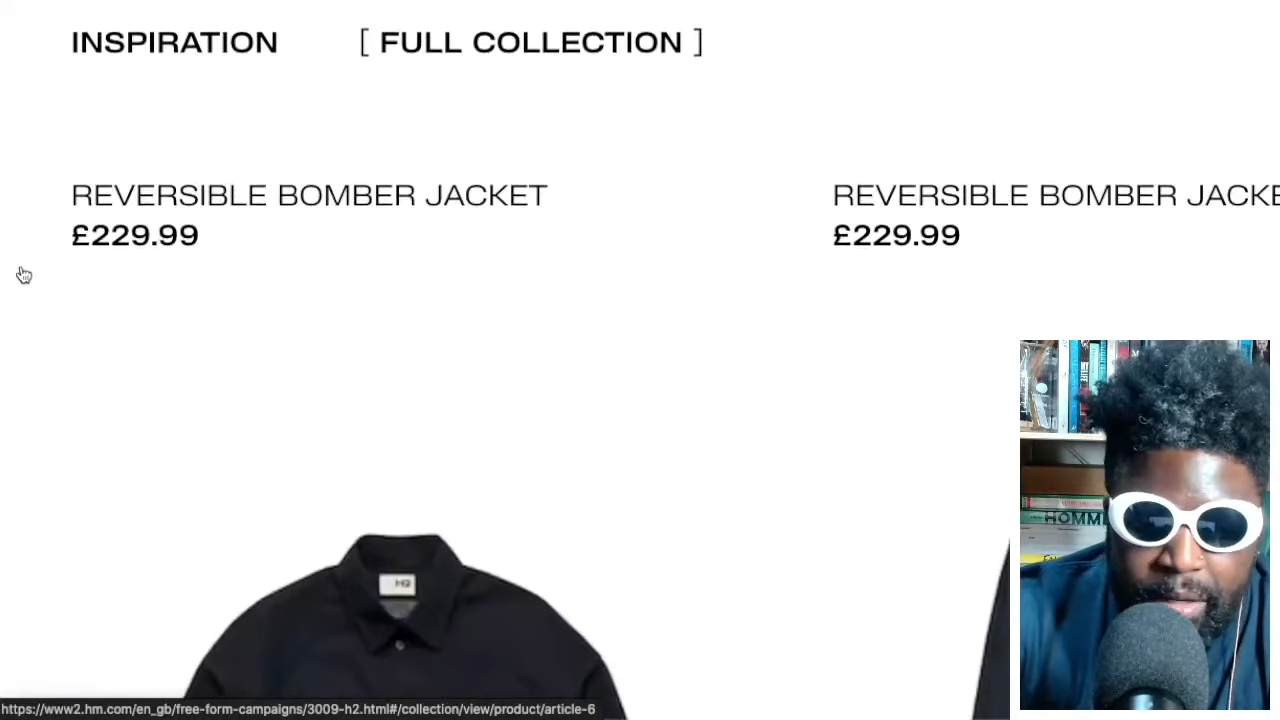 INSPIRATION [ FULL COLLECTION ]
REVERSIBLE BOMBER JACKET
£229.99
REVERSIBLE BOMBER JACKE
£229.99
HOMM
https://www2.hm.com/en_gb/free-form-campaigns/3009-h2.html#/collection/view/product/article-6